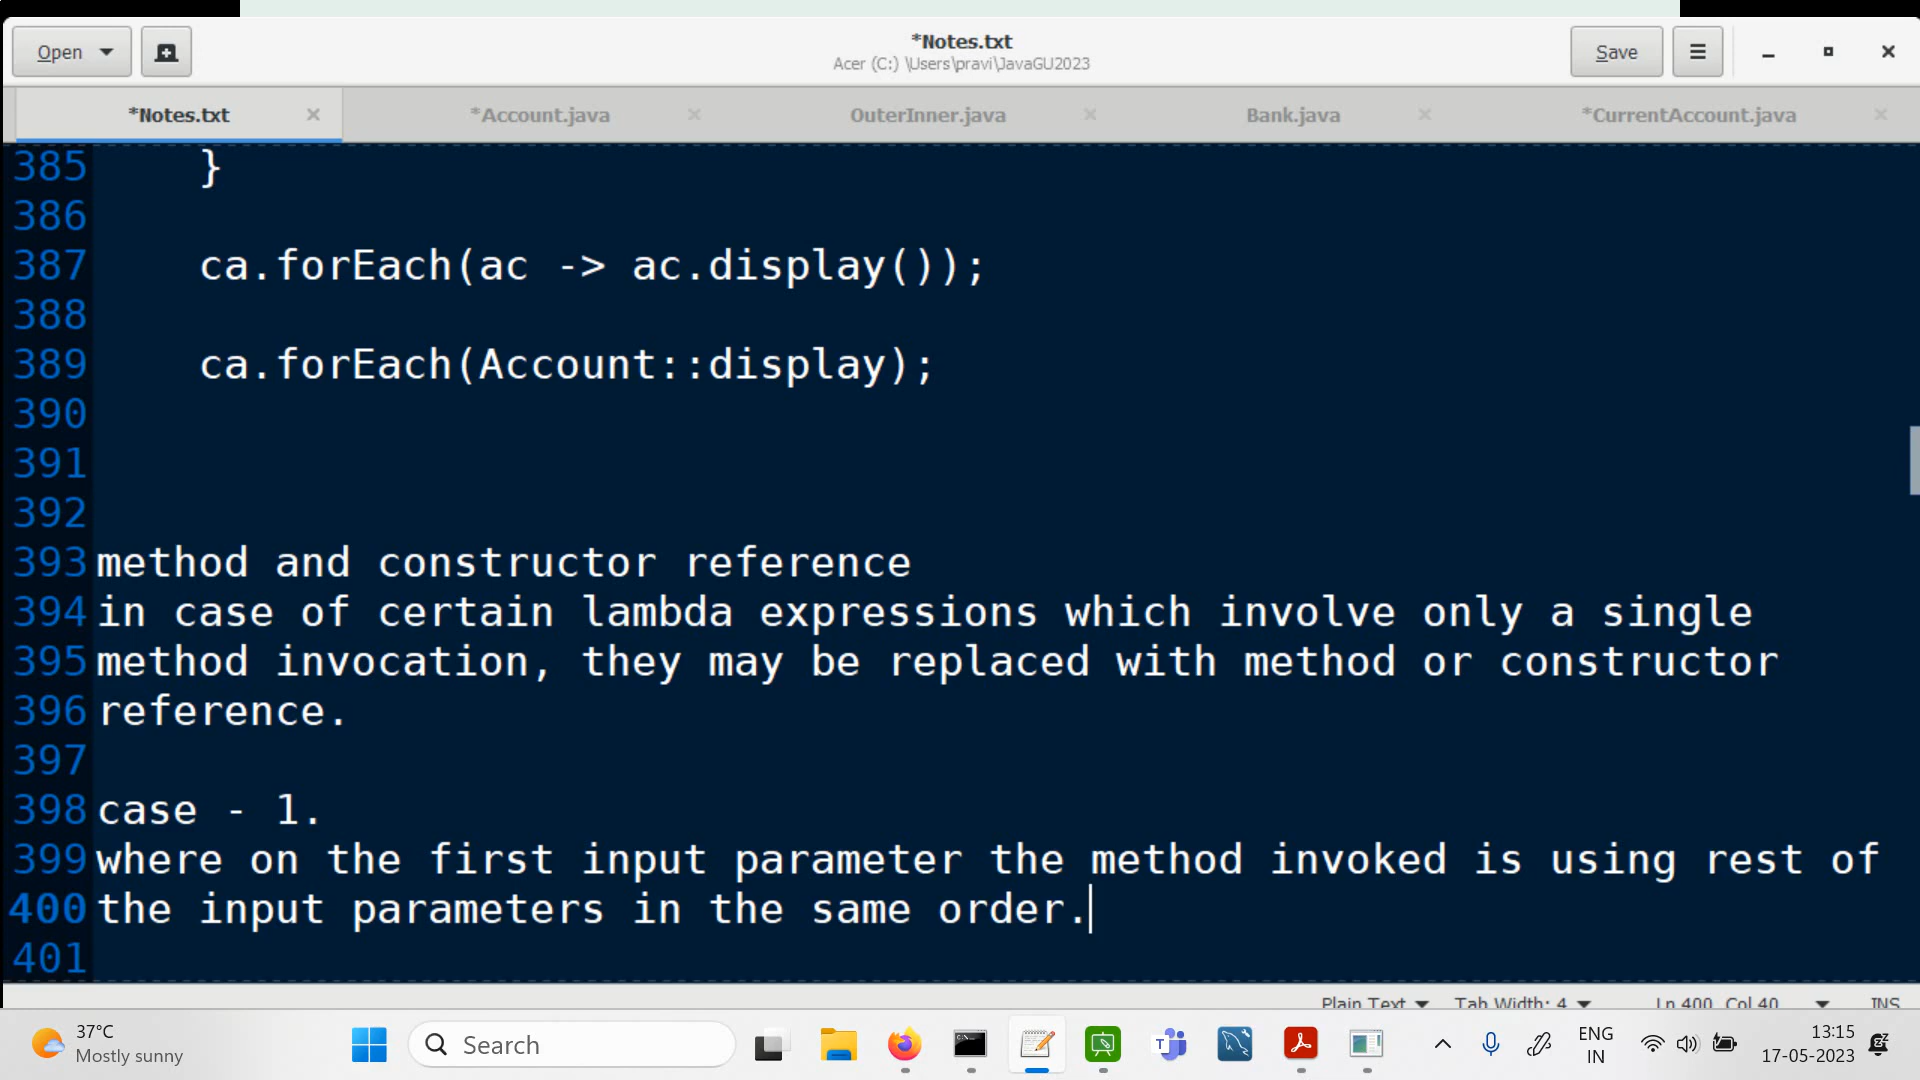 *Notes.txt
Open
Acer (C:) \Users\pravi\JavaGU2023
Save
*Notes.txt
*Account.java
OuterInner.java
Bank.java
*CurrentAccount.java
385 }
386
387 ca.forEach(ac -> ac.display());
388
389 ca.forEach(Account::display);
390
391
392
393 method and constructor reference
394 in case of certain lambda expressions which involve only a single
395 method invocation, they may be replaced with method or constructor
396 reference.
397
398 case - 1.
399 where on the first input parameter the method invoked is using rest of
400 the input parameters in the same order.
401
Plain Text Tab Width: 4 Ln 400, Col 40 INS
37°C
Mostly sunny
Search
ENG
IN
13:15
17-05-2023